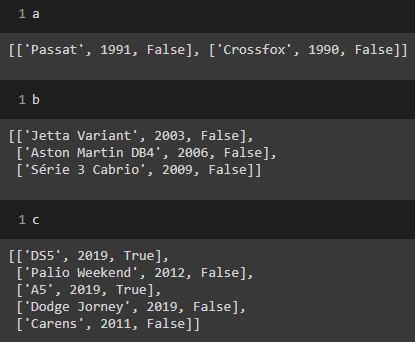 1 a
[['Passat', 1991, False], ['Crossfox', 1990, False]]
1 b
[['Jetta Variant', 2003, False],
['Aston Martin DB4', 2006, False],
['Série 3 Cabrio', 2009, False]]
1 c
[['DS5', 2019, True],
['Palio Weekend', 2012, False],
['A5', 2019, True],
['Dodge Jorney', 2019, False],
['Carens', 2011, False]]